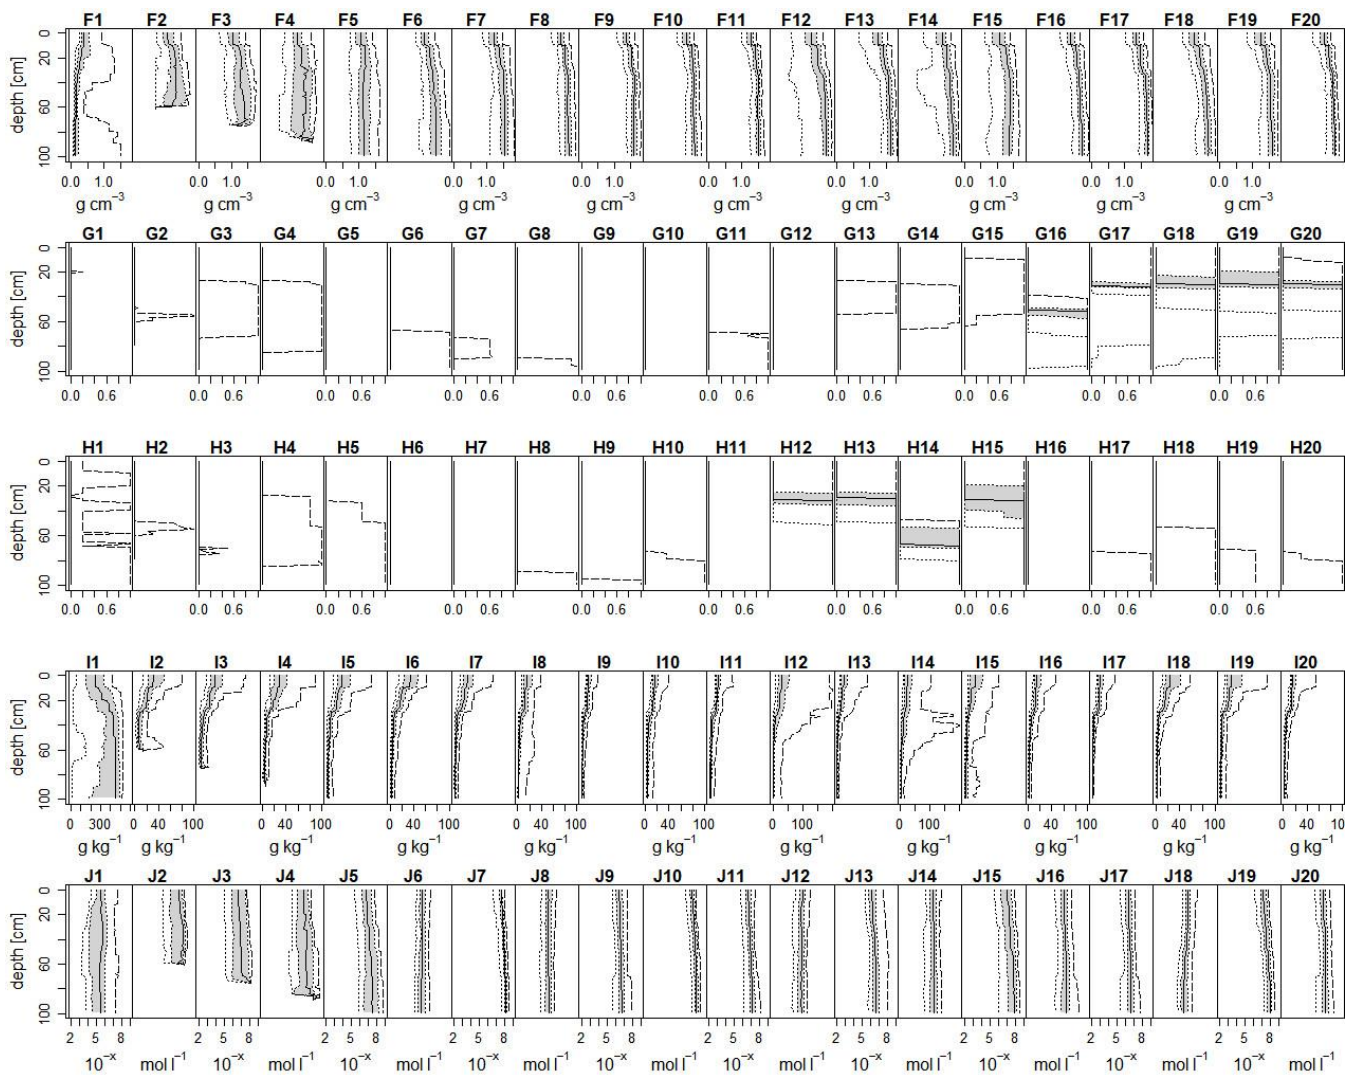 F1 F2 F3 F4 F5 F6 F7 F8 F9 F10 F11 F12 F13 F14 F15 F16 F17 F18 F19 F20
depth [cm]
0
20
60
100
0.0 1.0 0.0 1.0 0.0 1.0 0.0 1.0 0.0 1.0 0.0 1.0 0.0 1.0 0.0 1.0 0.0 1.0 0.0 1.0
g cm⁻³ g cm⁻³ g cm⁻³ g cm⁻³ g cm⁻³ g cm⁻³ g cm⁻³ g cm⁻³ g cm⁻³ g cm⁻³
G1 G2 G3 G4 G5 G6 G7 G8 G9 G10 G11 G12 G13 G14 G15 G16 G17 G18 G19 G20
depth [cm]
0
20
60
100
0.0 0.6 0.0 0.6 0.0 0.6 0.0 0.6 0.0 0.6 0.0 0.6 0.0 0.6 0.0 0.6 0.0 0.6 0.0 0.6
H1 H2 H3 H4 H5 H6 H7 H8 H9 H10 H11 H12 H13 H14 H15 H16 H17 H18 H19 H20
depth [cm]
0
20
60
100
0.0 0.6 0.0 0.6 0.0 0.6 0.0 0.6 0.0 0.6 0.0 0.6 0.0 0.6 0.0 0.6 0.0 0.6 0.0 0.6
I1 I2 I3 I4 I5 I6 I7 I8 I9 I10 I11 I12 I13 I14 I15 I16 I17 I18 I19 I20
depth [cm]
0
20
60
100
0 300 0 40 100 0 40 100 0 40 100 0 40 100 0 40 100 0 100 0 100 0 40 100 0 40 100 0 40 10
g kg⁻¹ g kg⁻¹ g kg⁻¹ g kg⁻¹ g kg⁻¹ g kg⁻¹ g kg⁻¹ g kg⁻¹ g kg⁻¹ g kg⁻¹ g kg⁻¹
J1 J2 J3 J4 J5 J6 J7 J8 J9 J10 J11 J12 J13 J14 J15 J16 J17 J18 J19 J20
depth [cm]
0
20
60
100
2 5 8 2 5 8 2 5 8 2 5 8 2 5 8 2 5 8 2 5 8 2 5 8 2 5 8 2 5 8
10⁻ˣ mol l⁻¹ 10⁻ˣ mol l⁻¹ 10⁻ˣ mol l⁻¹ 10⁻ˣ mol l⁻¹ 10⁻ˣ mol l⁻¹ 10⁻ˣ mol l⁻¹ 10⁻ˣ mol l⁻¹ 10⁻ˣ mol l⁻¹ 10⁻ˣ mol l⁻¹ 10⁻ˣ mol l⁻¹